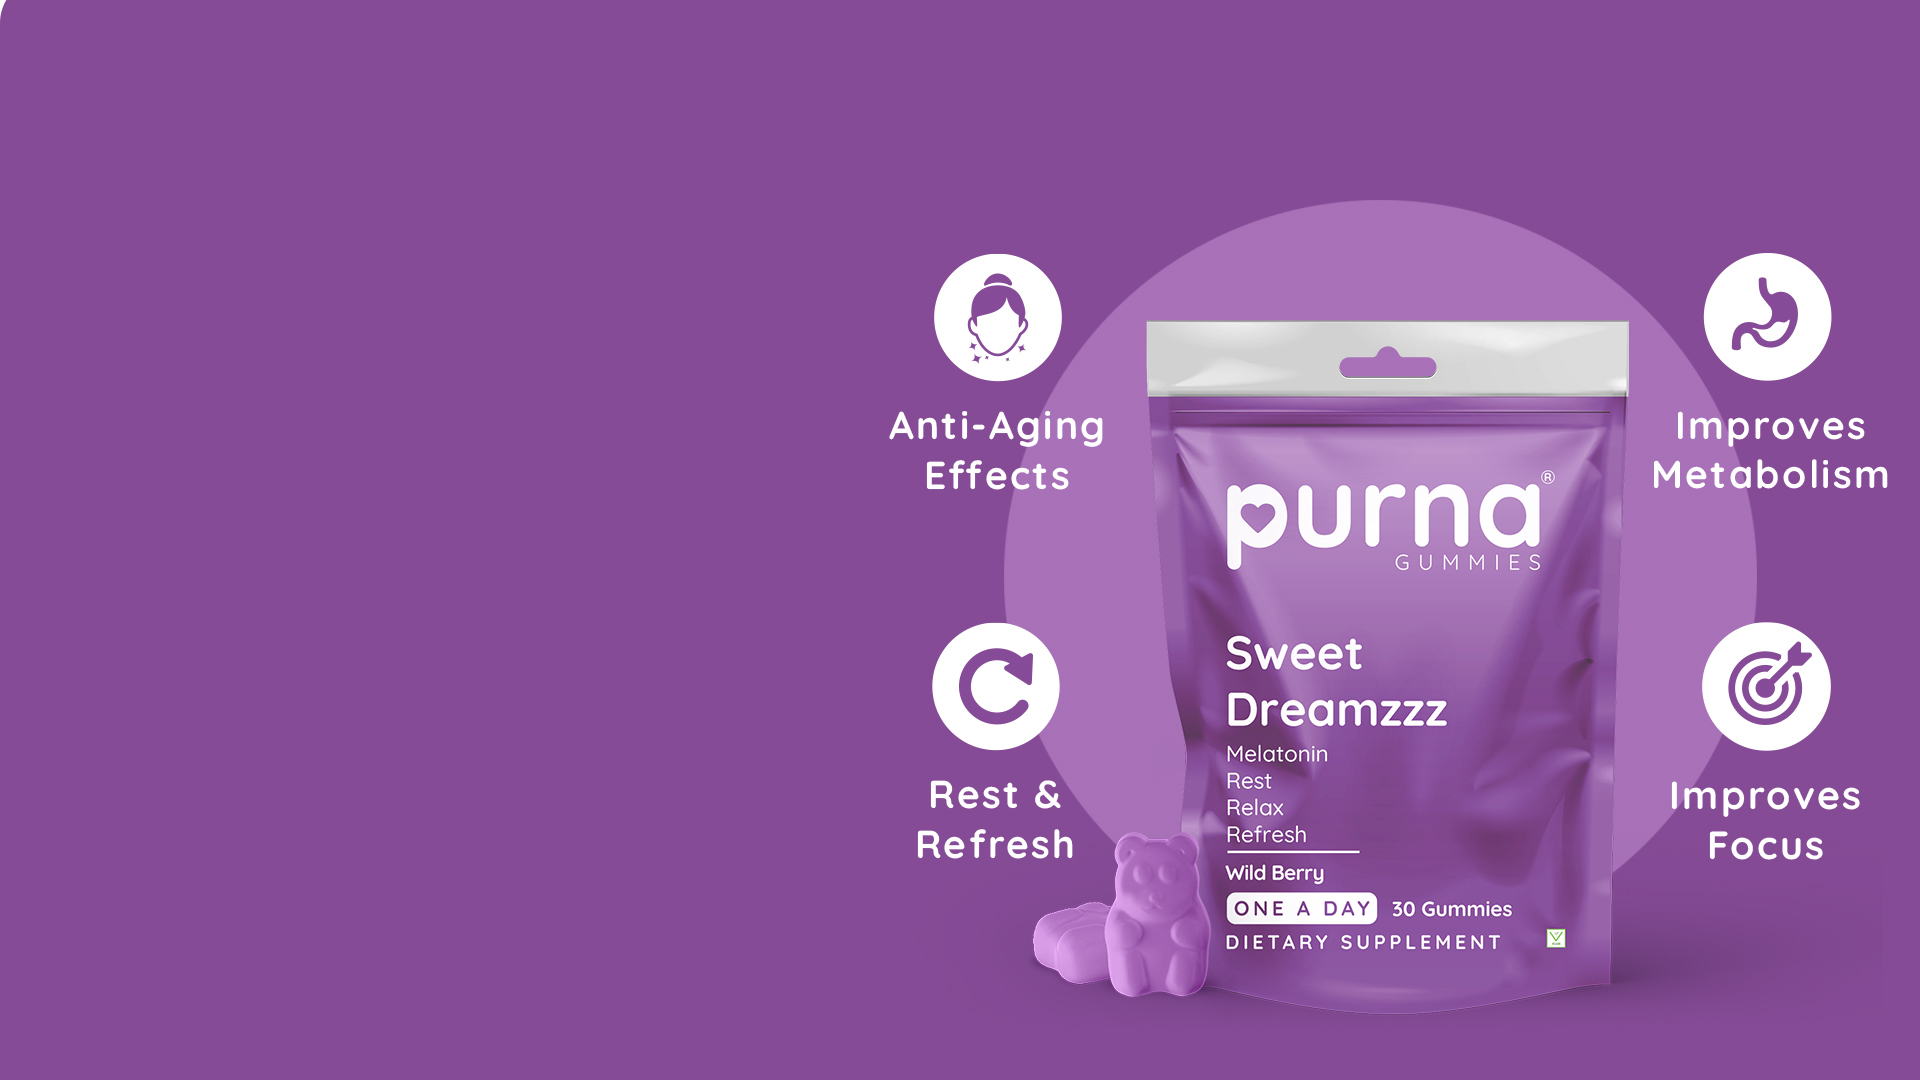 Anti-Aging
Effects
Rest &
Refresh
purna®
GUMMIES
Sweet
Dreamzzz
Melatonin
Rest
Relax
Refresh
Wild Berry
ONE A DAY 30 Gummies
DIETARY SUPPLEMENT
Improves
Metabolism
Improves
Focus